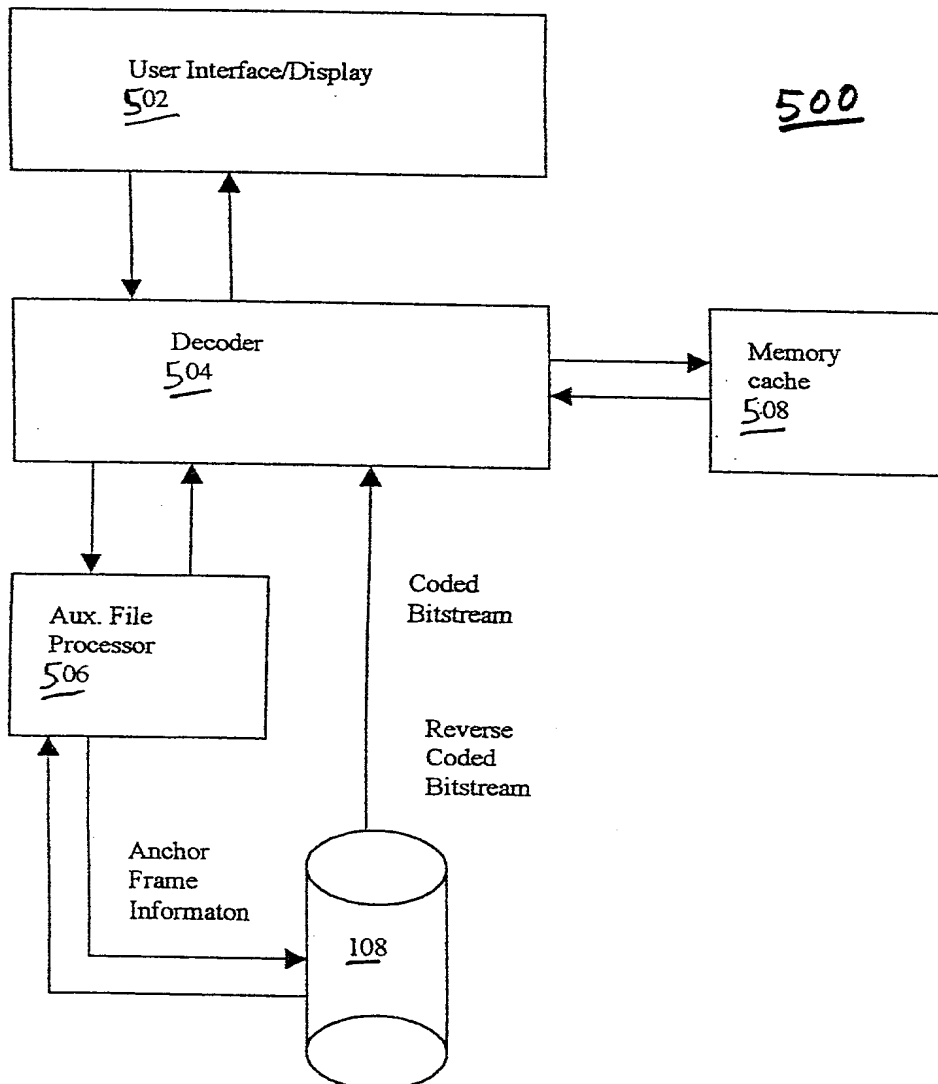 User Interface/Display
502
500
Decoder
504
Memory
cache
508
Aux. File
Processor
506
Coded
Bitstream
Reverse
Coded
Bitstream
Anchor
Frame
Informaton
108